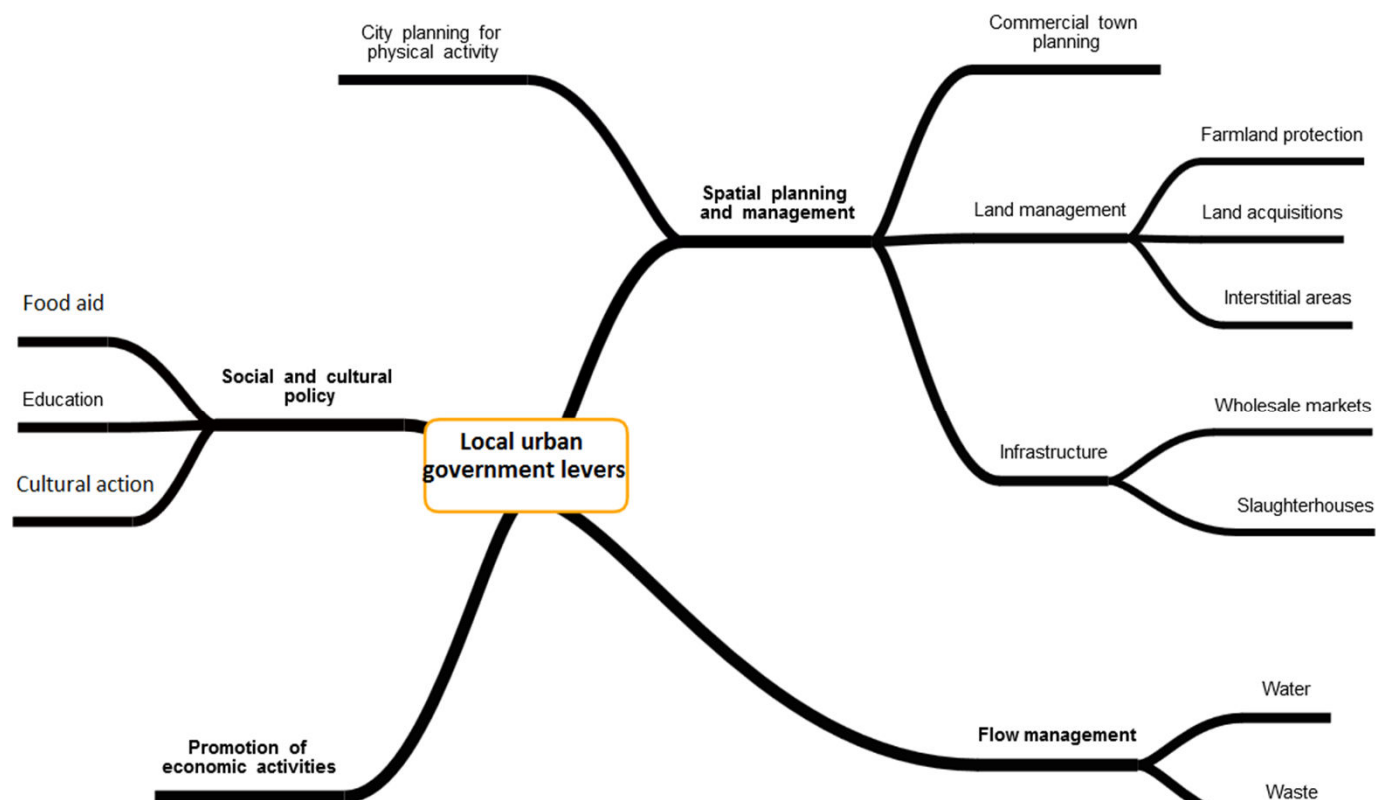 City planning for
physical activity
Commercial town
planning
Farmland protection
Spatial planning
and management
Land management
Land acquisitions
Interstitial areas
Food aid
Social and cultural
policy
Education
Cultural action
Local urban
government levers
Wholesale markets
Infrastructure
Slaughterhouses
Water
Flow management
Promotion of
economic activities
Waste